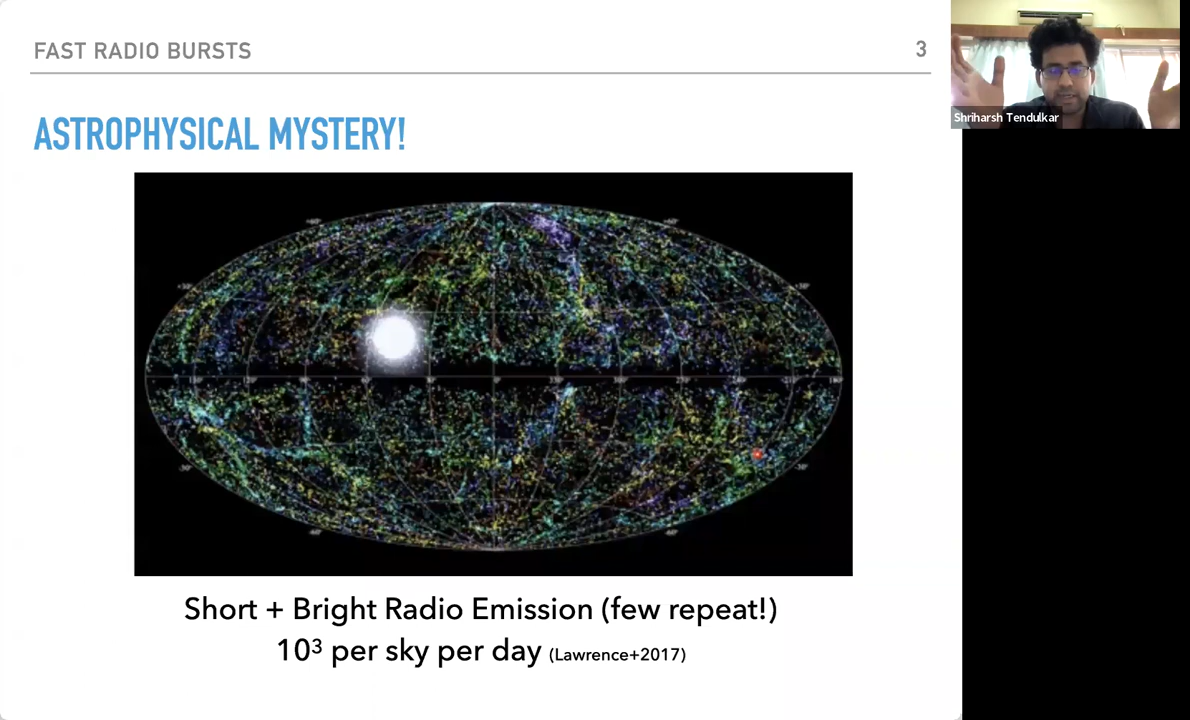 FAST RADIO BURSTS
3
Shriharsh Tendulkar
ASTROPHYSICAL MYSTERY!
Short + Bright Radio Emission (few repeat!)
10³ per sky per day (Lawrence+2017)